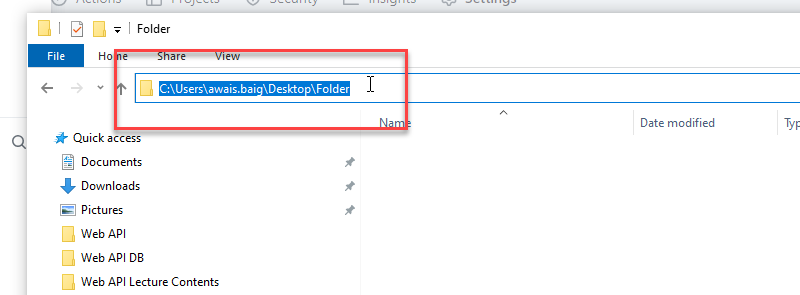 Actions Projects Security Insights Settings
Folder
File Home Share View
C:\Users\awais.baig\Desktop\Folder
Name Date modified Ty
Quick access
Documents
Downloads
Pictures
Web API
Web API DB
Web API Lecture Contents